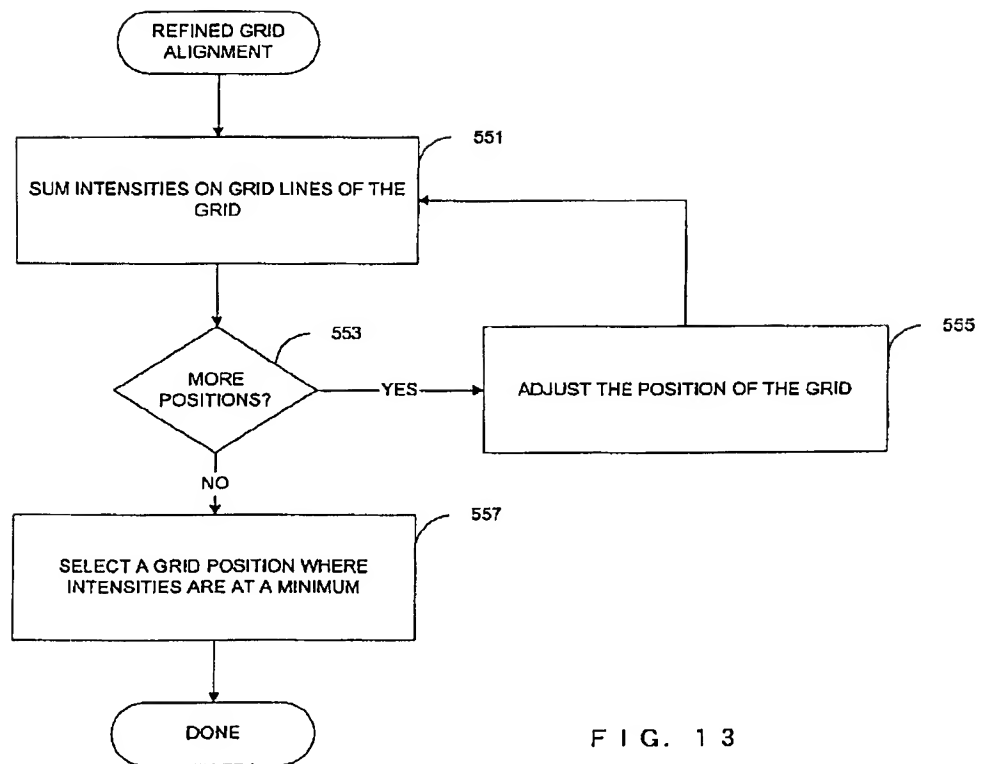 REFINED GRID
ALIGNMENT
551
SUM INTENSITIES ON GRID LINES OF THE
GRID
553
MORE
POSITIONS?
YES
555
ADJUST THE POSITION OF THE GRID
NO
557
SELECT A GRID POSITION WHERE
INTENSITIES ARE AT A MINIMUM
DONE
FIG. 13